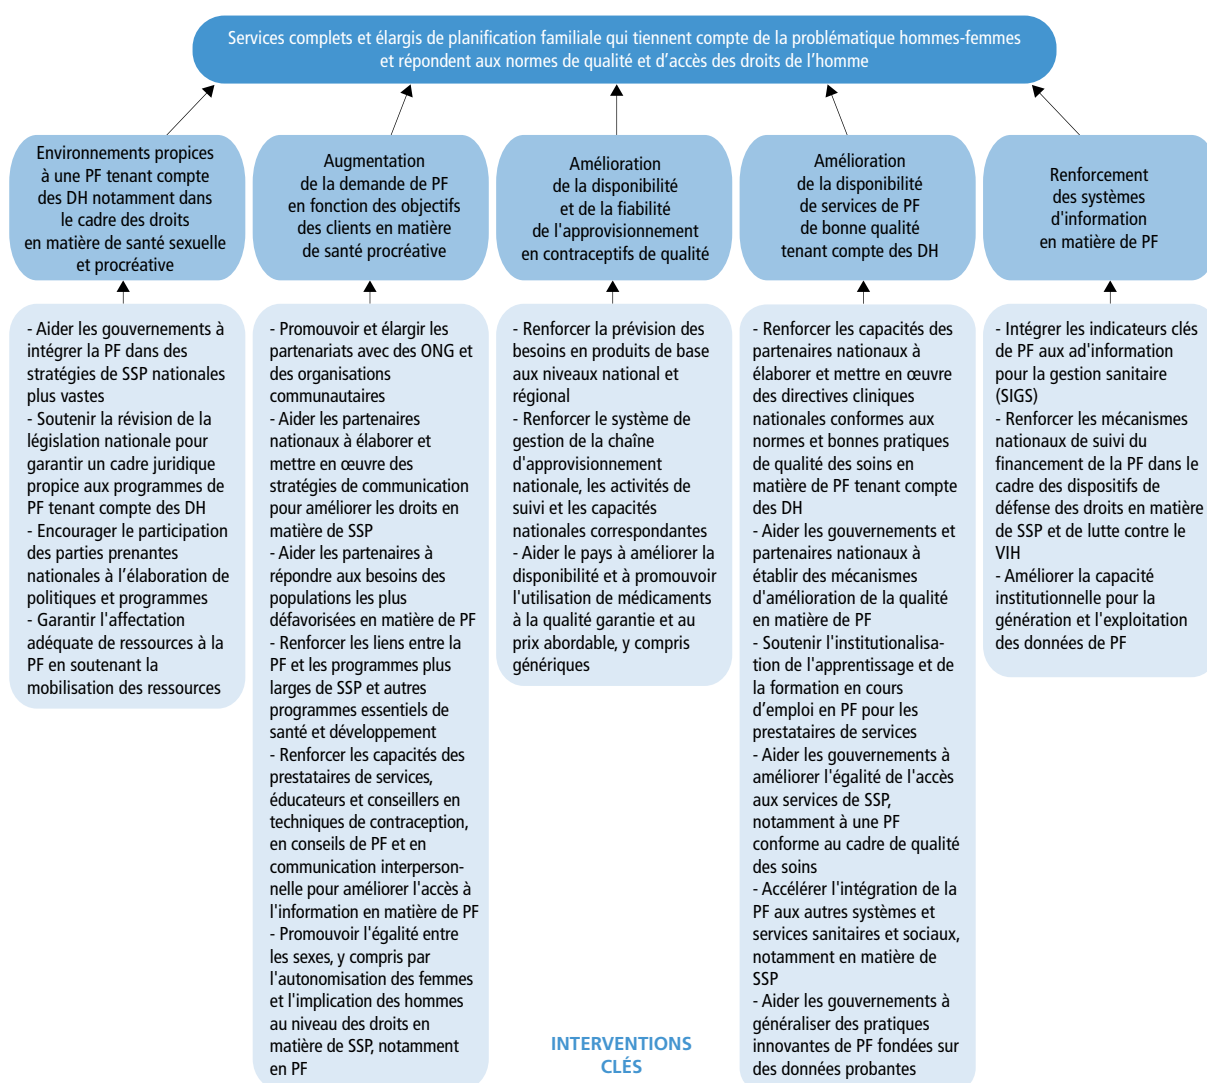 Services complets et élargis de planification familiale qui tiennent compte de la problématique hommes-femmes
et répondent aux normes de qualité et d'accès des droits de l'homme
Environnements propices
à une PF tenant compte
des DH notamment dans
le cadre des droits
en matière de santé sexuelle
et procréative
Augmentation
de la demande de PF
en fonction des objectifs
des clients en matière
de santé procréative
Amélioration
de la disponibilité
et de la fiabilité
de l'approvisionnement
en contraceptifs de qualité
Amélioration
de la disponibilité
de services de PF
de bonne qualité
tenant compte des DH
Renforcement
des systèmes
d'information
en matière de PF
- Aider les gouvernements à
intégrer la PF dans des
stratégies de SSP nationales
plus vastes
- Soutenir la révision de la
législation nationale pour
garantir un cadre juridique
propice aux programmes de
PF tenant compte des DH
- Encourager le participation
des parties prenantes
nationales à l'élaboration de
politiques et programmes
- Garantir l'affectation
adéquate de ressources à la
PF en soutenant la
mobilisation des ressources
- Promouvoir et élargir les
partenariats avec des ONG et
des organisations
communautaires
- Aider les partenaires
nationaux à élaborer et
mettre en œuvre des
stratégies de communication
pour améliorer les droits en
matière de SSP
- Aider les partenaires à
répondre aux besoins des
populations les plus
défavorisées en matière de PF
- Renforcer les liens entre la
PF et les programmes plus
larges de SSP et autres
programmes essentiels de
santé et développement
- Renforcer les capacités des
prestataires de services,
éducateurs et conseillers en
techniques de contraception,
en conseils de PF et en
communication interperson-
nelle pour améliorer l'accès à
l'information en matière de PF
- Promouvoir l'égalité entre
les sexes, y compris par
l'autonomisation des femmes
et l'implication des hommes
au niveau des droits en
matière de SSP, notamment
en PF
- Renforcer la prévision des
besoins en produits de base
aux niveaux national et
régional
- Renforcer le système de
gestion de la chaîne
d'approvisionnement
nationale, les activités de
suivi et les capacités
nationales correspondantes
- Aider le pays à améliorer la
disponibilité et à promouvoir
l'utilisation de médicaments
à la qualité garantie et au
prix abordable, y compris
génériques
- Renforcer les capacités des
partenaires nationaux à
élaborer et mettre en œuvre
des directives cliniques
nationales conformes aux
normes et bonnes pratiques
de qualité des soins en
matière de PF tenant compte
des DH
- Aider les gouvernements et
partenaires nationaux à
établir des mécanismes
d'amélioration de la qualité
en matière de PF
- Soutenir l'institutionalisa-
tion de l'apprentissage et de
la formation en cours
d'emploi en PF pour les
prestataires de services
- Aider les gouvernements à
améliorer l'égalité de l'accès
aux services de SSP,
notamment à une PF
conforme au cadre de qualité
des soins
- Accélérer l'intégration de la
PF aux autres systèmes et
services sanitaires et sociaux,
notamment en matière de
SSP
- Aider les gouvernements à
généraliser des pratiques
innovantes de PF fondées sur
des données probantes
- Intégrer les indicateurs clés
de PF aux ad'information
pour la gestion sanitaire
(SIGS)
- Renforcer les mécanismes
nationaux de suivi du
financement de la PF dans le
cadre des dispositifs de
défense des droits en matière
de SSP et de lutte contre le
VIH
- Améliorer la capacité
institutionnelle pour la
génération et l'exploitation
des données de PF
INTERVENTIONS
CLÉS